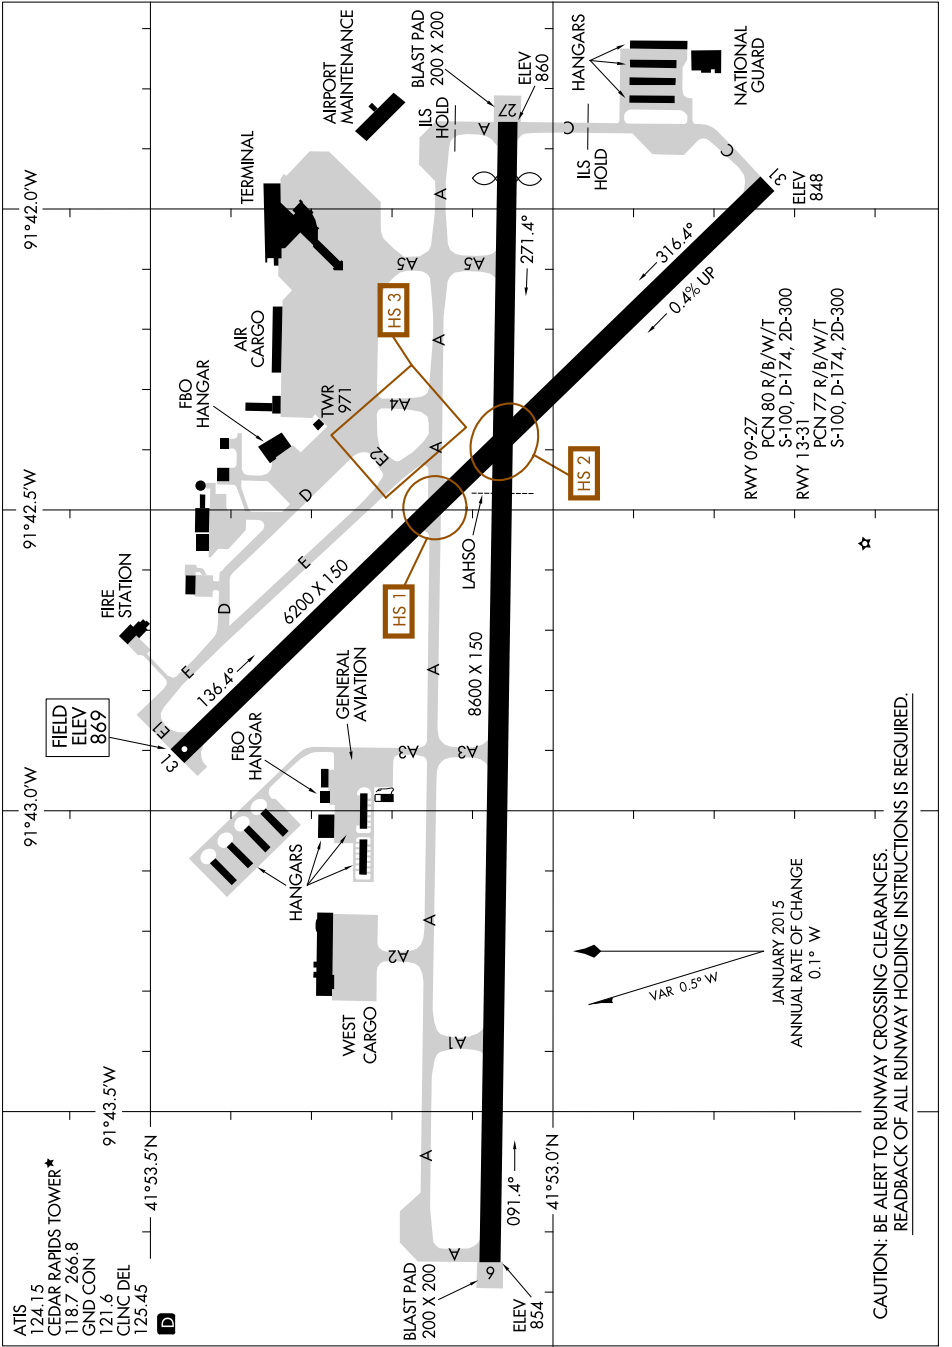 ATIS
124.15
CEDAR RAPIDS TOWER★
118.7 266.8
GND CON
121.6
CLNC DEL
125.45
D
91°43.5'W
91°43.0'W
91°42.5'W
91°42.0'W
41°53.5'N
41°53.0'N
FIELD
ELEV
869
13
E1
E
FIRE
STATION
136.4°
6200 X 150
D
E
D
FBO
HANGAR
AIR
CARGO
TERMINAL
AIRPORT
MAINTENANCE
TWR
971
E2
A4
HS 3
HS 1
HS 2
LAHSO
FBO
HANGAR
GENERAL
AVIATION
HANGARS
WEST
CARGO
A2
A3
A3
A1
A
A
A
A
A
A
A
A
A5
A5
8600 X 150
BLAST PAD
200 X 200
9
ELEV
854
091.4°
BLAST PAD
200 X 200
27
ELEV
860
271.4°
ILS
HOLD
ILS
HOLD
C
C
HANGARS
NATIONAL
GUARD
31
ELEV
848
316.4°
0.4% UP
RWY 09-27
PCN 80 R/B/W/T
S-100, D-174, 2D-300
RWY 13-31
PCN 77 R/B/W/T
S-100, D-174, 2D-300
VAR 0.5° W
JANUARY 2015
ANNUAL RATE OF CHANGE
0.1° W
CAUTION: BE ALERT TO RUNWAY CROSSING CLEARANCES.
READBACK OF ALL RUNWAY HOLDING INSTRUCTIONS IS REQUIRED.